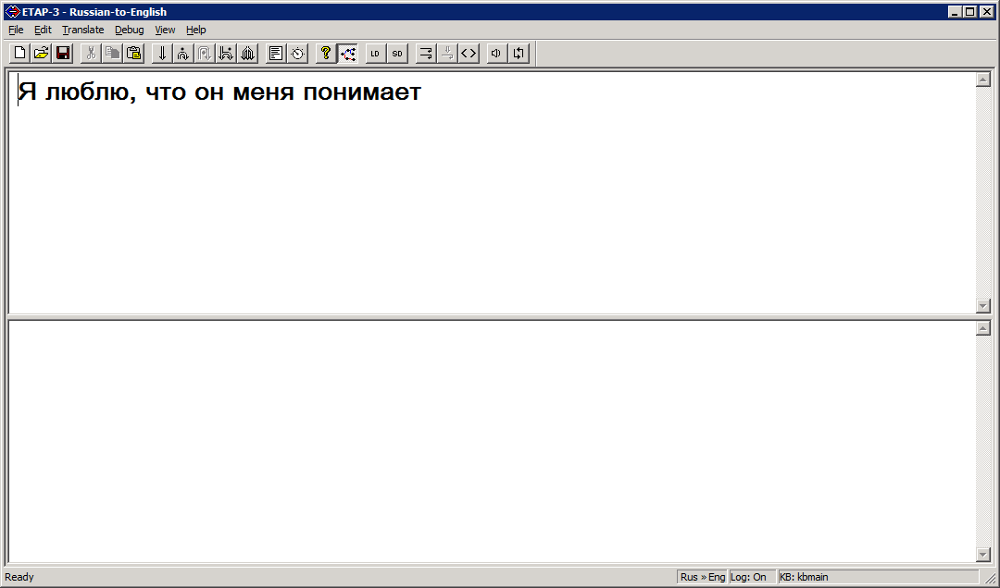 ETAP-3 - Russian-to-English
File Edit Translate Debug View Help
LD SD
Я люблю, что он меня понимает
Ready Rus » Eng Log: On KB: kbmain